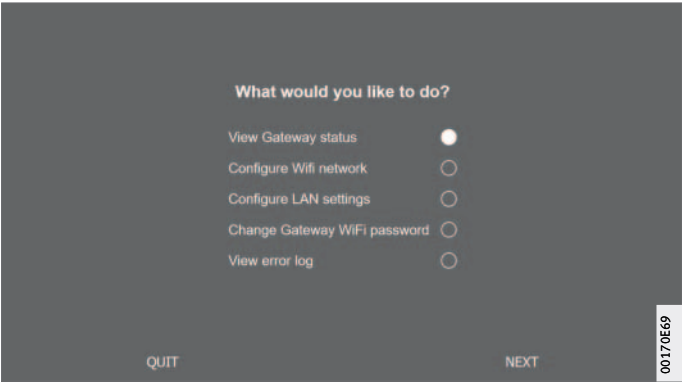 What would you like to do?
View Gateway status
Configure Wifi network
Configure LAN settings
Change Gateway WiFi password
View error log
QUIT
NEXT
00170E69